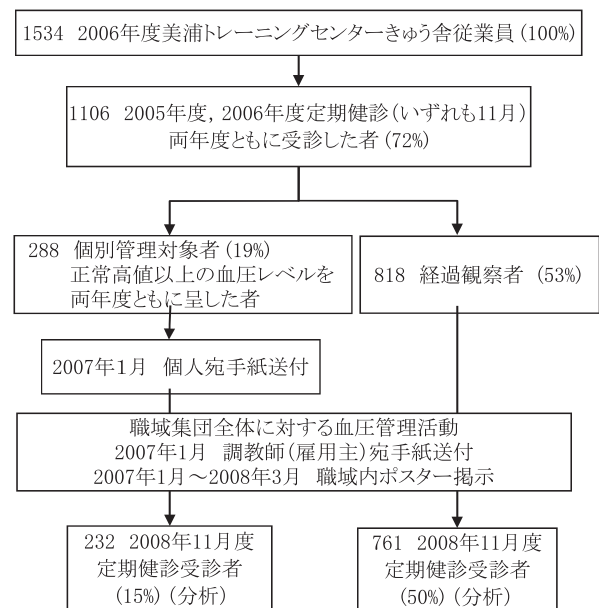 1534 2006年度美浦トレーニングセンターきゅう舎従業員(100%)
1106 2005年度,2006年度定期健診(いずれも11月)
両年度ともに受診した者(72%)
288 個別管理対象者(19%)
正常高値以上の血圧レベルを
両年度ともに呈した者
818 経過観察者 (53%)
2007年1月 個人宛手紙送付
職域集団全体に対する血圧管理活動
2007年1月 調教師(雇用主)宛手紙送付
2007年1月~2008年3月 職域内ポスター掲示
232 2008年11月度
定期健診受診者
(15%)(分析)
761 2008年11月度
定期健診受診者
(50%)(分析)